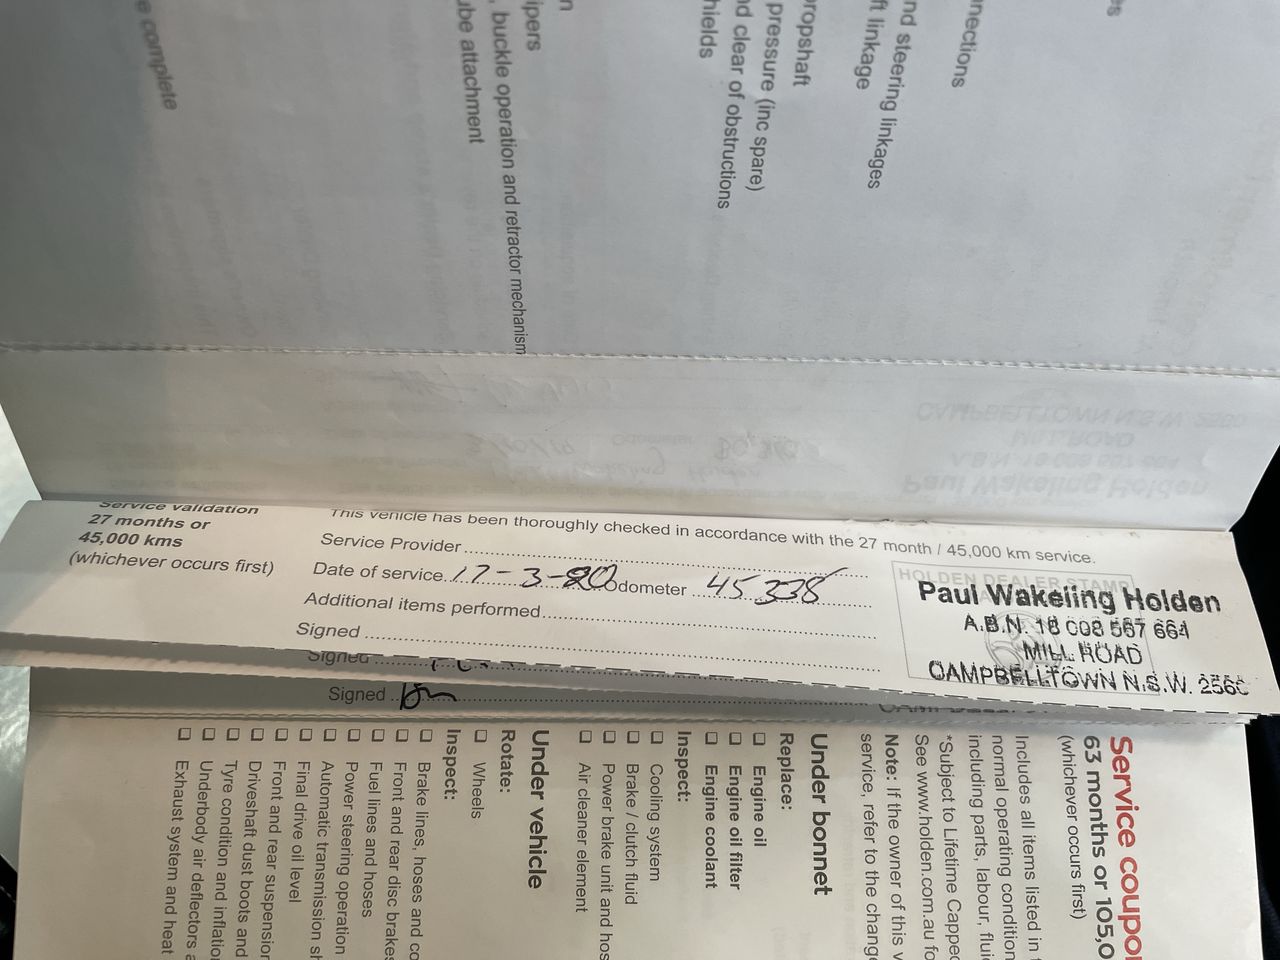 e complete
n
ipers
, buckle operation and retractor mechanism
ube attachment
es
nnections
nd steering linkages
ft linkage
propshaft
pressure (inc spare)
nd clear of obstructions
hields
Service validation
27 months or
45,000 kms
(whichever occurs first)
This vehicle has been thoroughly checked in accordance with the 27 month / 45,000 km service.
Service Provider
Date of service 17-3-20 Odometer 45338
Additional items performed
Signed
HOLDEN DEALER STAMP
Paul Wakeling Holden
A.B.N. 18 008 567 664
MILL ROAD
CAMPBELLTOWN N.S.W. 2560
Signed
Signed
Service coupon
63 months or 105,0
(whichever occurs first)
Includes all items listed in
normal operating condition
including parts, labour, flui
*Subject to Lifetime Cappe
See www.holden.com.au fo
Note: If the owner of this v
service, refer to the change
Under bonnet
Replace:
Engine oil
Engine oil filter
Engine coolant
Inspect:
Cooling system
Brake / clutch fluid
Power brake unit and hos
Air cleaner element
Under vehicle
Rotate:
Wheels
Inspect:
Brake lines, hoses and co
Front and rear disc brakes
Fuel lines and hoses
Power steering operation
Automatic transmission sh
Final drive oil level
Front and rear suspension
Driveshaft dust boots and
Tyre condition and inflatio
Underbody air deflectors a
Exhaust system and heat